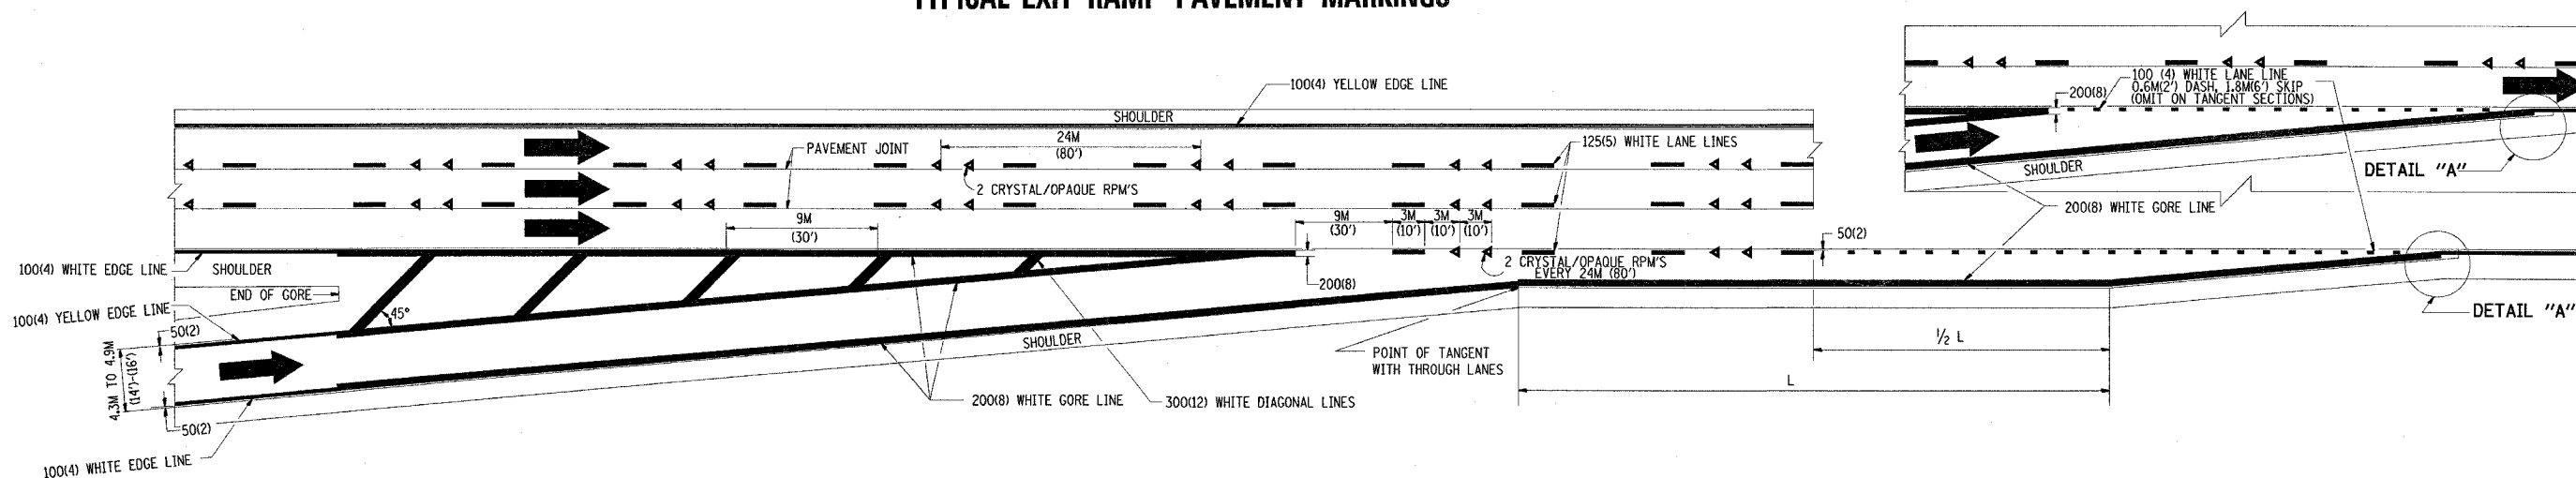 TYPICAL EXIT RAMP PAVEMENT MARKINGS
100(4) YELLOW EDGE LINE
SHOULDER
24M
(80')
PAVEMENT JOINT
125(5) WHITE LANE LINES
2 CRYSTAL/OPAQUE RPM'S
9M
(30')
9M
(30')
3M
(10')
3M
(10')
3M
(10')
100(4) WHITE EDGE LINE
SHOULDER
END OF GORE
100(4) YELLOW EDGE LINE
45°
50(2)
4.3M TO 4.9M
(14')-(16')
50(2)
100(4) WHITE EDGE LINE
200(8)
2 CRYSTAL/OPAQUE RPM'S
EVERY 24M (80')
SHOULDER
200(8) WHITE GORE LINE
300(12) WHITE DIAGONAL LINES
POINT OF TANGENT
WITH THROUGH LANES
1/2 L
L
50(2)
200(8)
100 (4) WHITE LANE LINE
0.6M(2') DASH, 1.8M(6') SKIP
(OMIT ON TANGENT SECTIONS)
SHOULDER
DETAIL "A"
200(8) WHITE GORE LINE
DETAIL "A"